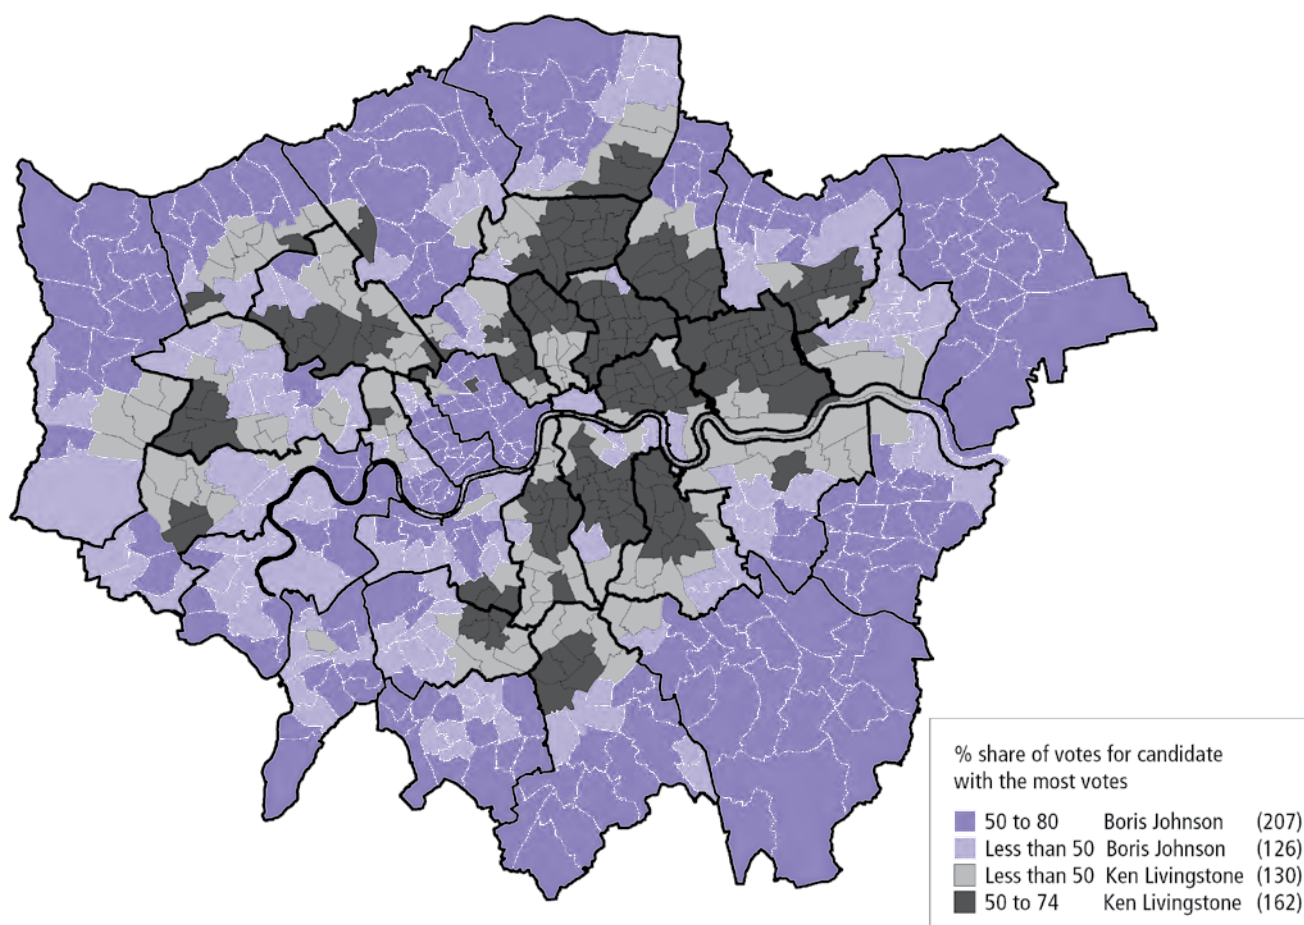 % share of votes for candidate
with the most votes
50 to 80 Boris Johnson (207)
Less than 50 Boris Johnson (126)
Less than 50 Ken Livingstone (130)
50 to 74 Ken Livingstone (162)